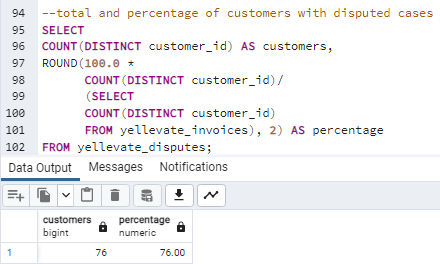 94 --total and percentage of customers with disputed cases
95 SELECT
96 COUNT(DISTINCT customer_id) AS customers,
97 ROUND(100.0 *
98 COUNT(DISTINCT customer_id)/
99 (SELECT
100 COUNT(DISTINCT customer_id)
101 FROM yellevate_invoices), 2) AS percentage
102 FROM yellevate_disputes;
Data Output Messages Notifications
customers percentage
bigint numeric
1 76 76.00